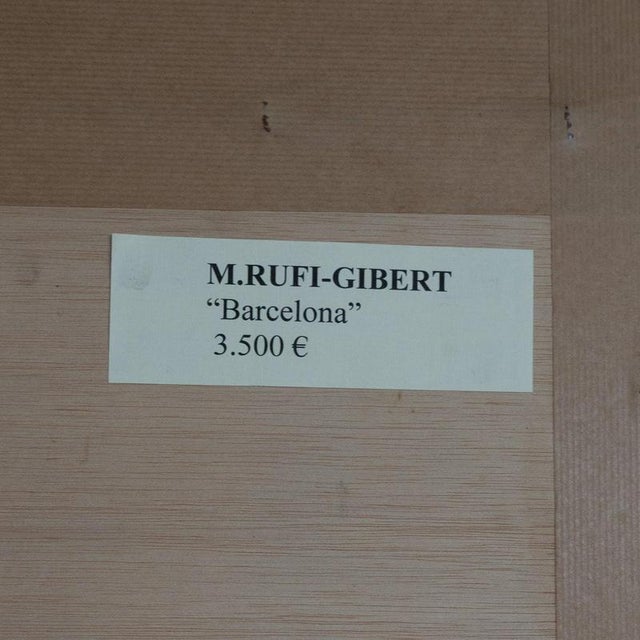 M.RUFI-GIBERT
“Barcelona”
3.500 €